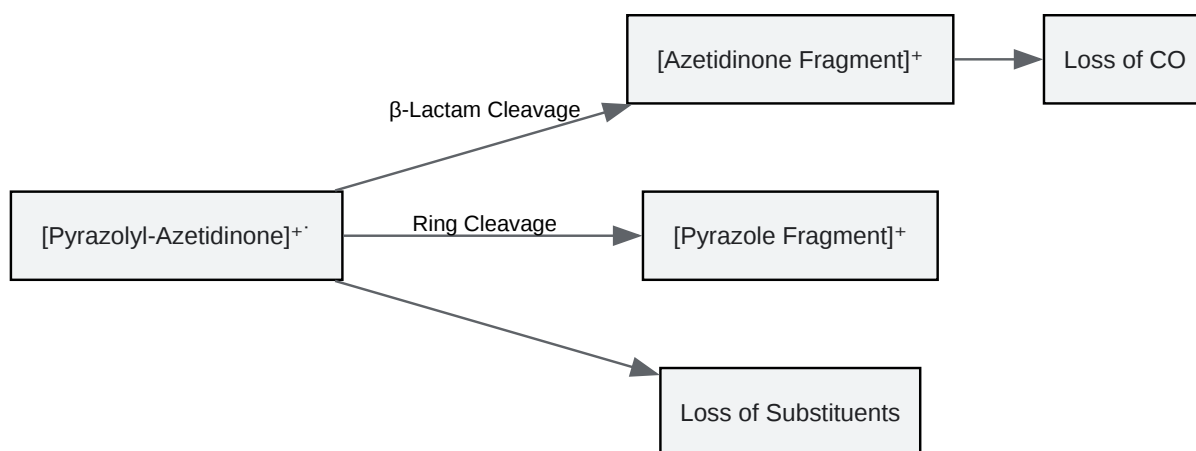 [Azetidinone Fragment]⁺
Loss of CO
β-Lactam Cleavage
[Pyrazolyl-Azetidinone]⁺˙
Ring Cleavage
[Pyrazole Fragment]⁺
Loss of Substituents